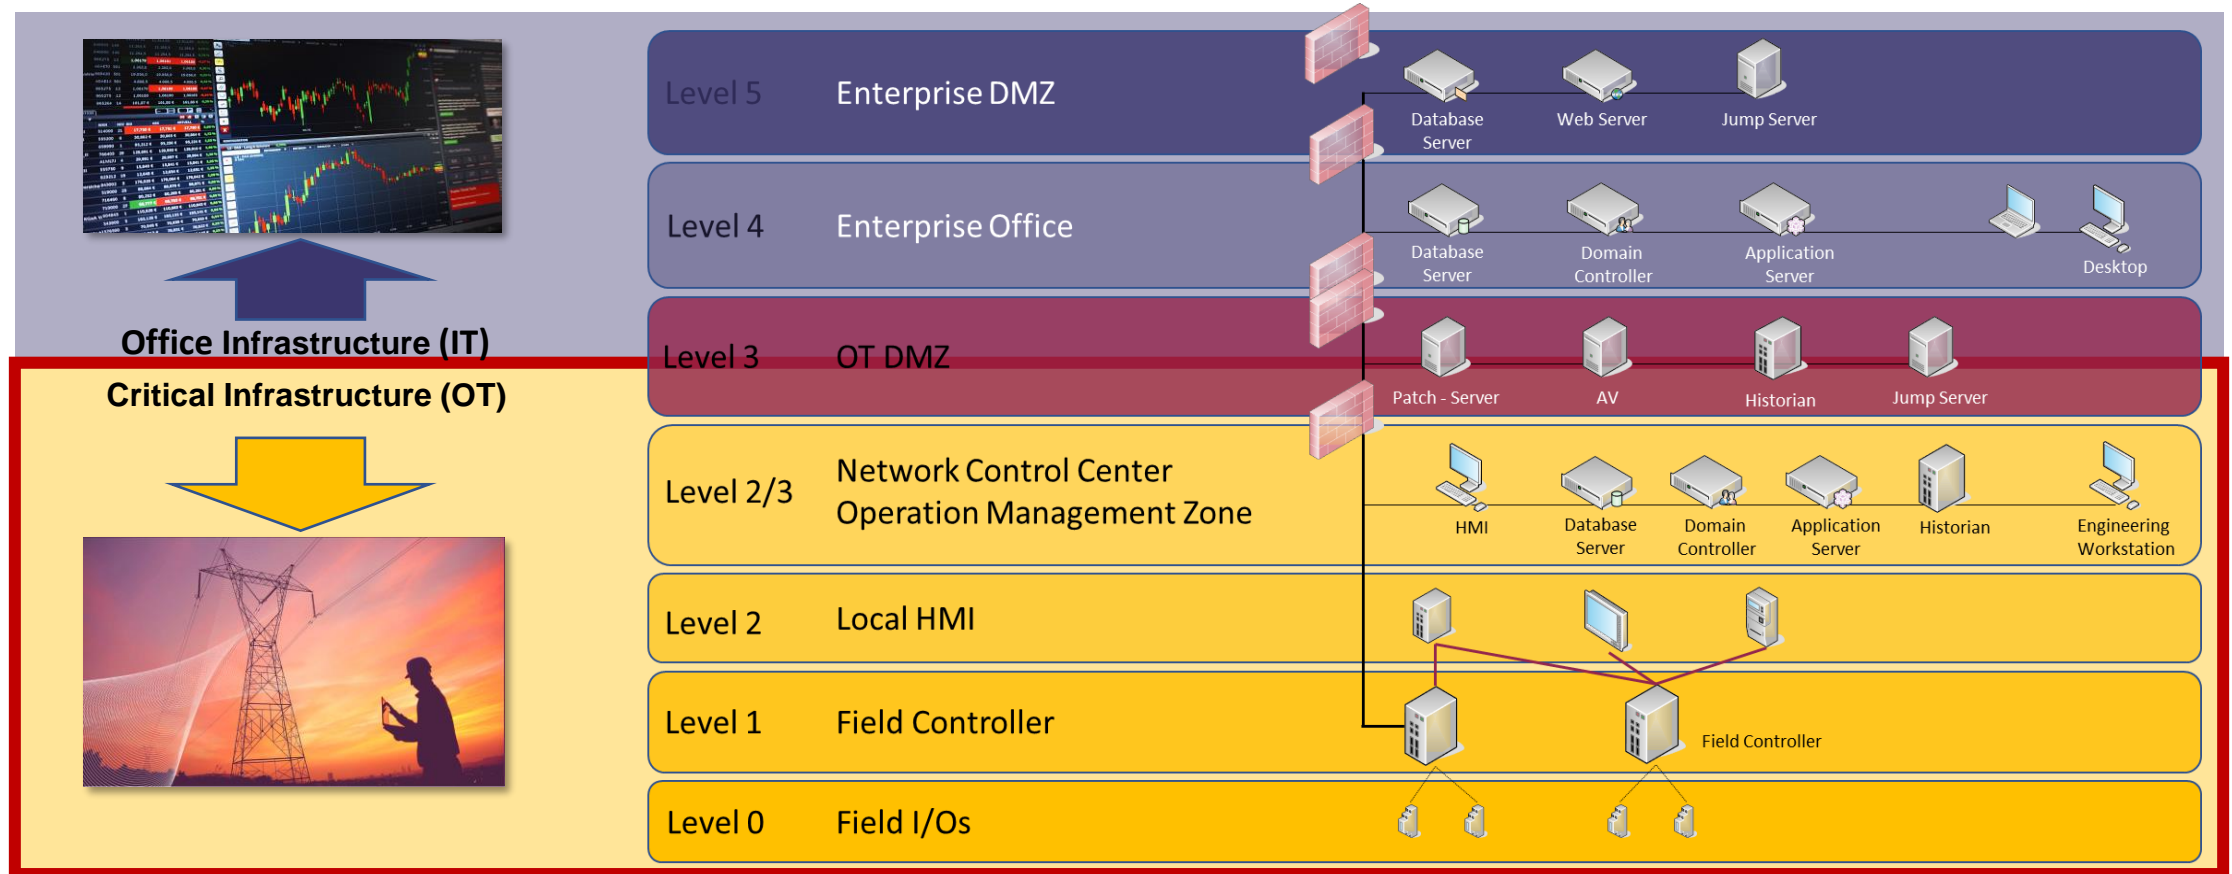 Level 5
Enterprise DMZ
Database
Server
Web Server
Jump Server
Level 4
Enterprise Office
Database
Server
Domain
Controller
Application
Server
Desktop
Office Infrastructure (IT)
Critical Infrastructure (OT)
Level 3
OT DMZ
Patch - Server
AV
Historian
Jump Server
Level 2/3
Network Control Center
Operation Management Zone
HMI
Database
Server
Domain
Controller
Application
Server
Historian
Engineering
Workstation
Level 2
Local HMI
Level 1
Field Controller
Field Controller
Level 0
Field I/Os